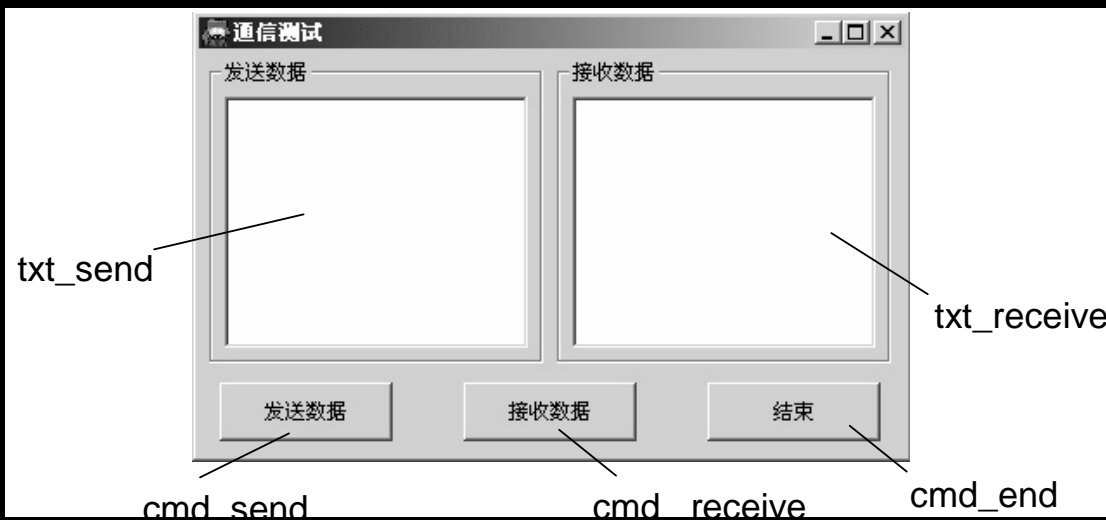 通信测试
发送数据
接收数据
txt_send
txt_receive
发送数据
接收数据
结束
cmd_send
cmd_receive
cmd_end